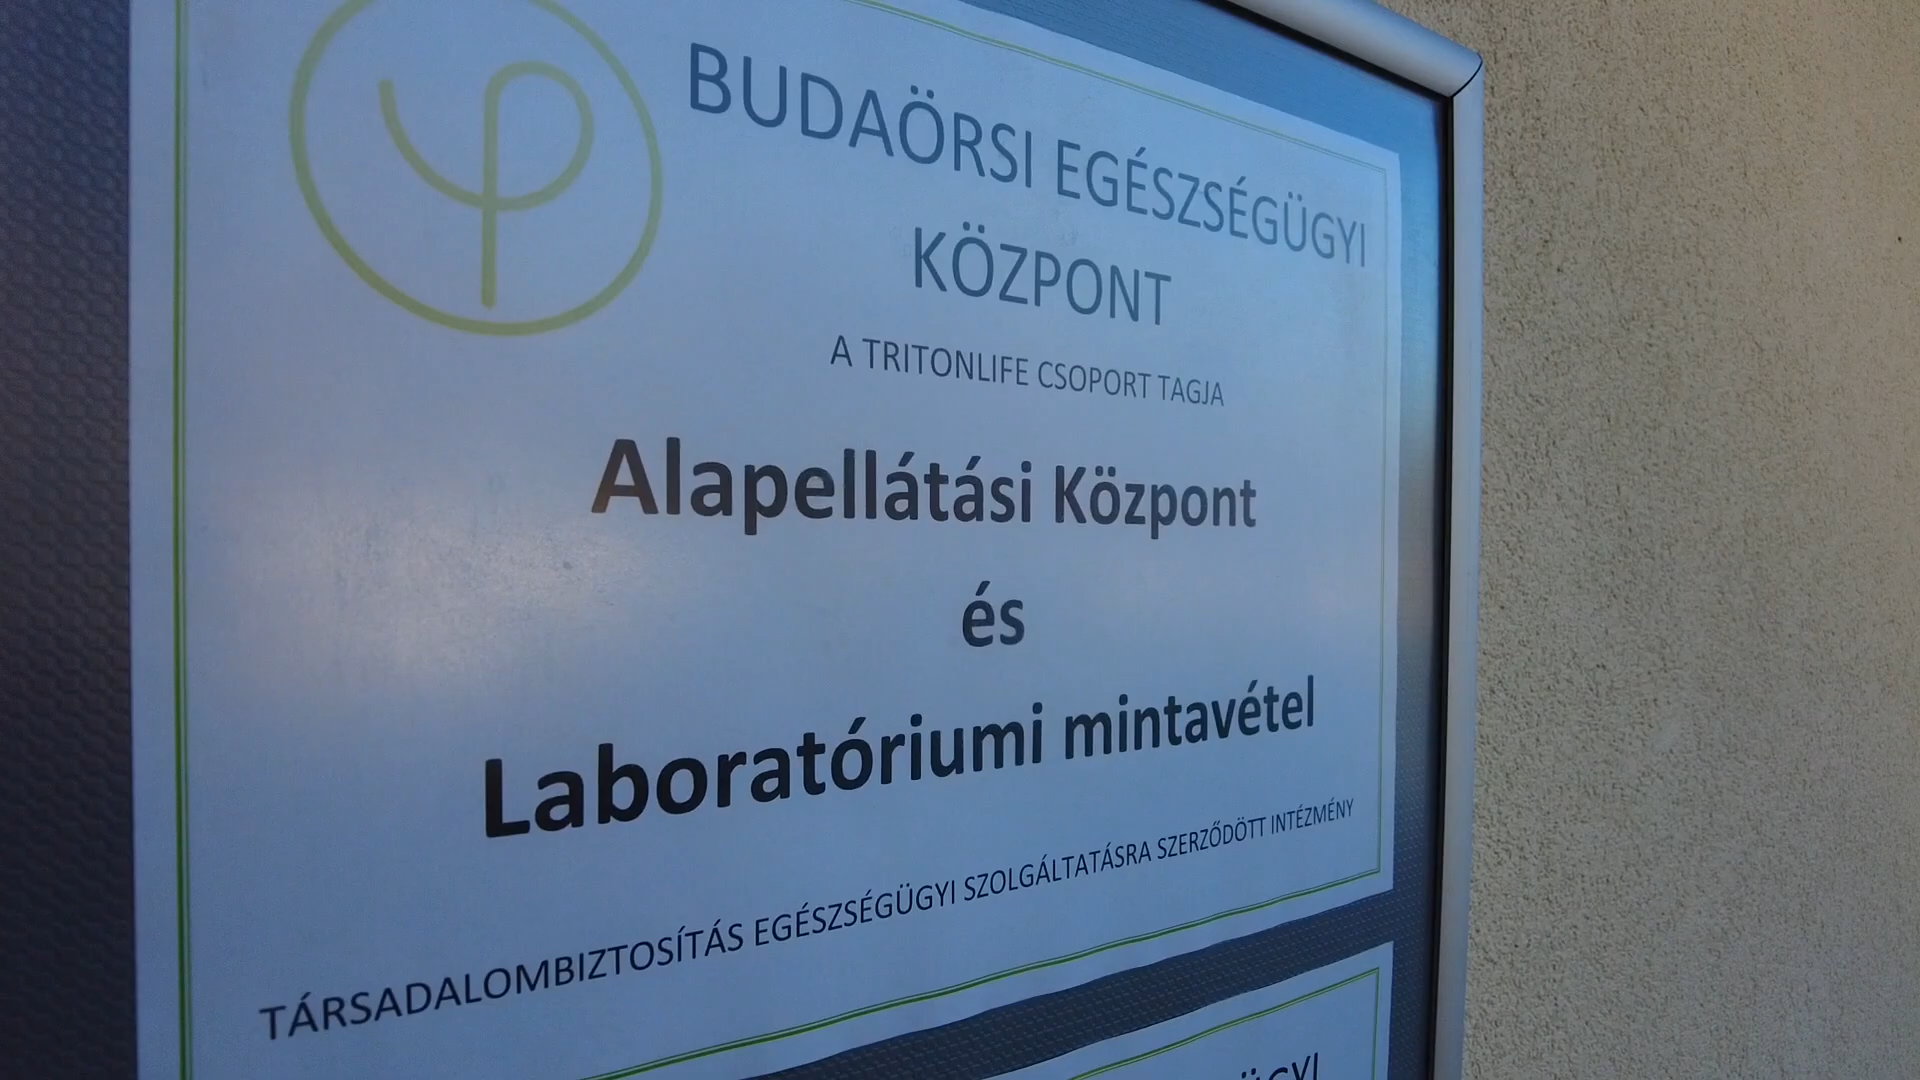 BUDAÖRSI EGÉSZSÉGÜGYI
KÖZPONT
A TRITONLIFE CSOPORT TAGJA
Alapellátási Központ
és
Laboratóriumi mintavétel
TÁRSADALOMBIZTOSÍTÁS EGÉSZSÉGÜGYI SZOLGÁLTATÁSRA SZERZŐDÖTT INTÉZMÉNY